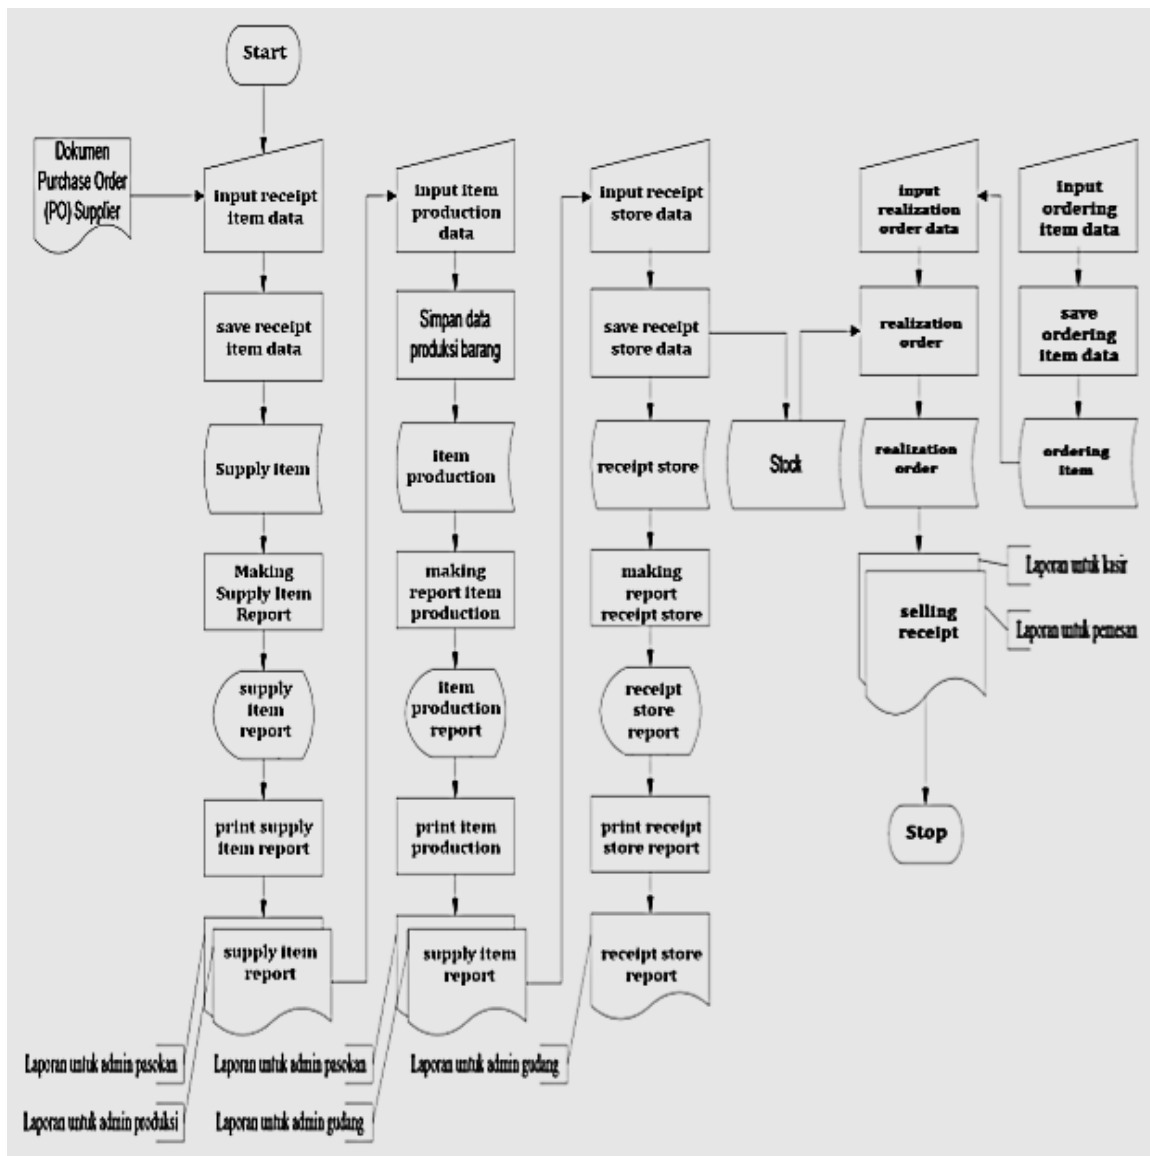 Start
Dokumen
Purchase Order
(PO) Supplier
input receipt
item data
save receipt
item data
Supply item
Making
Supply Item
Report
supply
item
report
print supply
item report
supply item
report
Laporan untuk admin pasokan
Laporan untuk admin produksi
input item
production
data
Simpan data
produksi barang
item
production
making
report item
production
item
production
report
print item
production
supply item
report
Laporan untuk admin pasokan
Laporan untuk admin gudang
input receipt
store data
save receipt
store data
receipt store
making
report
receipt store
receipt
store
report
print receipt
store report
receipt store
report
Laporan untuk admin gudang
Stock
input
realization
order data
realization
order
realization
order
selling
receipt
Laporan untuk kasir
Laporan untuk pemesan
Stop
input
ordering
item data
save
ordering
item data
ordering
item